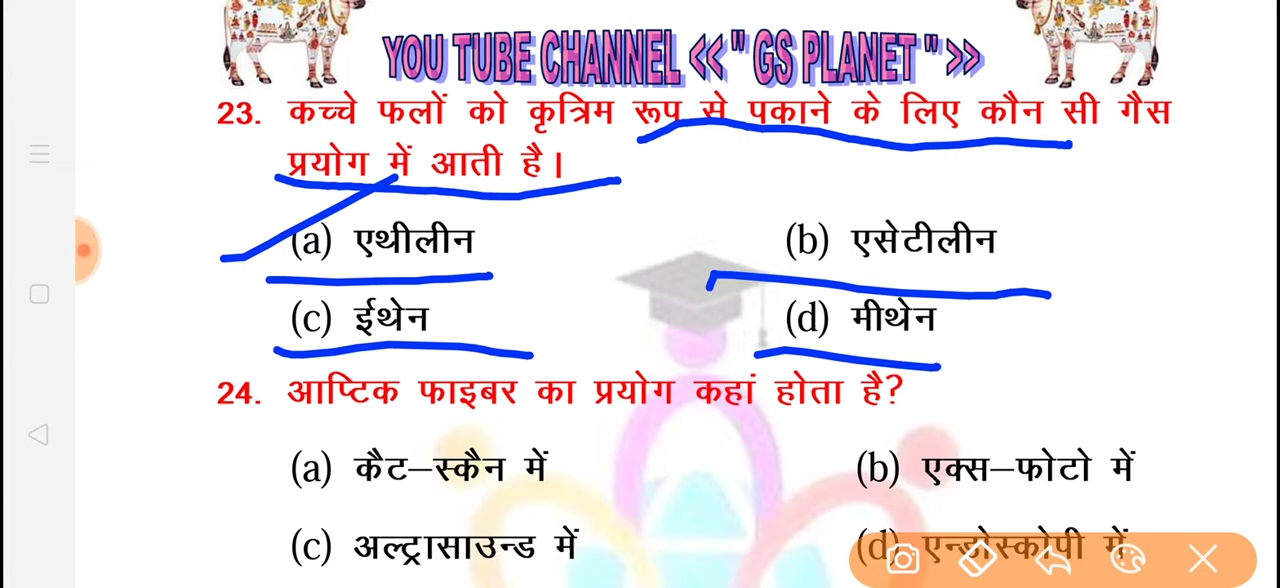 YOU TUBE CHANNEL <<" GS PLANET ">>
23. कच्चे फलों को कृत्रिम रूप से पकाने के लिए कौन सी गैस
प्रयोग में आती है।
(a) एथीलीन (b) एसेटीलीन
(c) ईथेन (d) मीथेन
24. आप्टिक फाइबर का प्रयोग कहां होता है?
(a) कैट–स्कैन में (b) एक्स–फोटो में
(c) अल्ट्रासाउन्ड में (d) एन्डोस्कोपी में